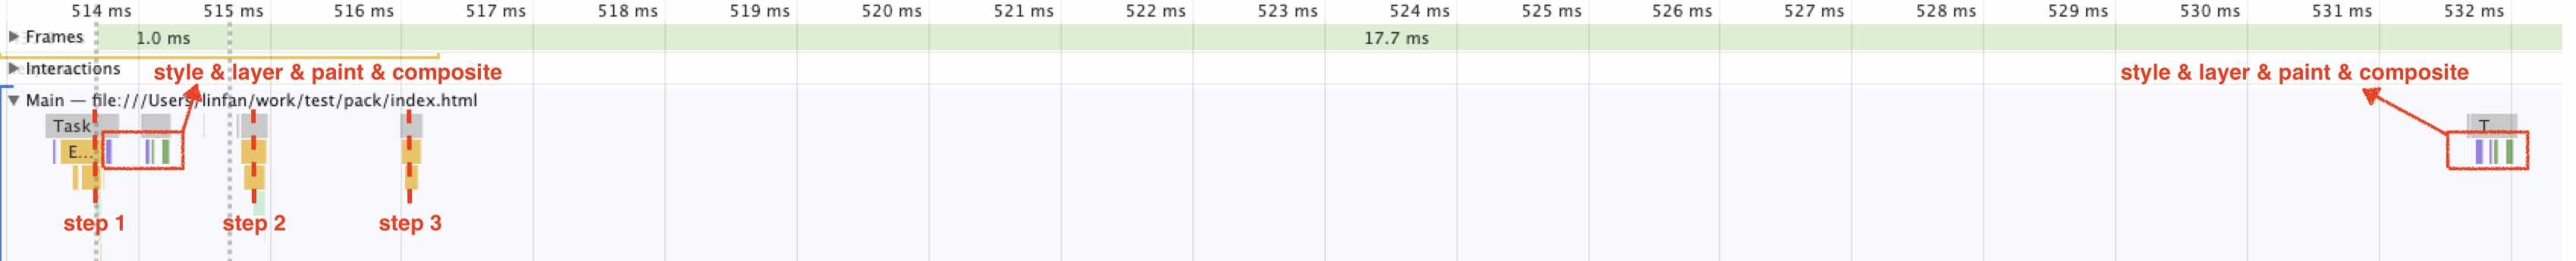 514 ms 515 ms 516 ms 517 ms 518 ms 519 ms 520 ms 521 ms 522 ms 523 ms 524 ms 525 ms 526 ms 527 ms 528 ms 529 ms 530 ms 531 ms 532 ms
Frames 1.0 ms 17.7 ms
Interactions style & layer & paint & composite style & layer & paint & composite
Main — file:///Users/linfan/work/test/pack/index.html
Task T
E...
step 1 step 2 step 3